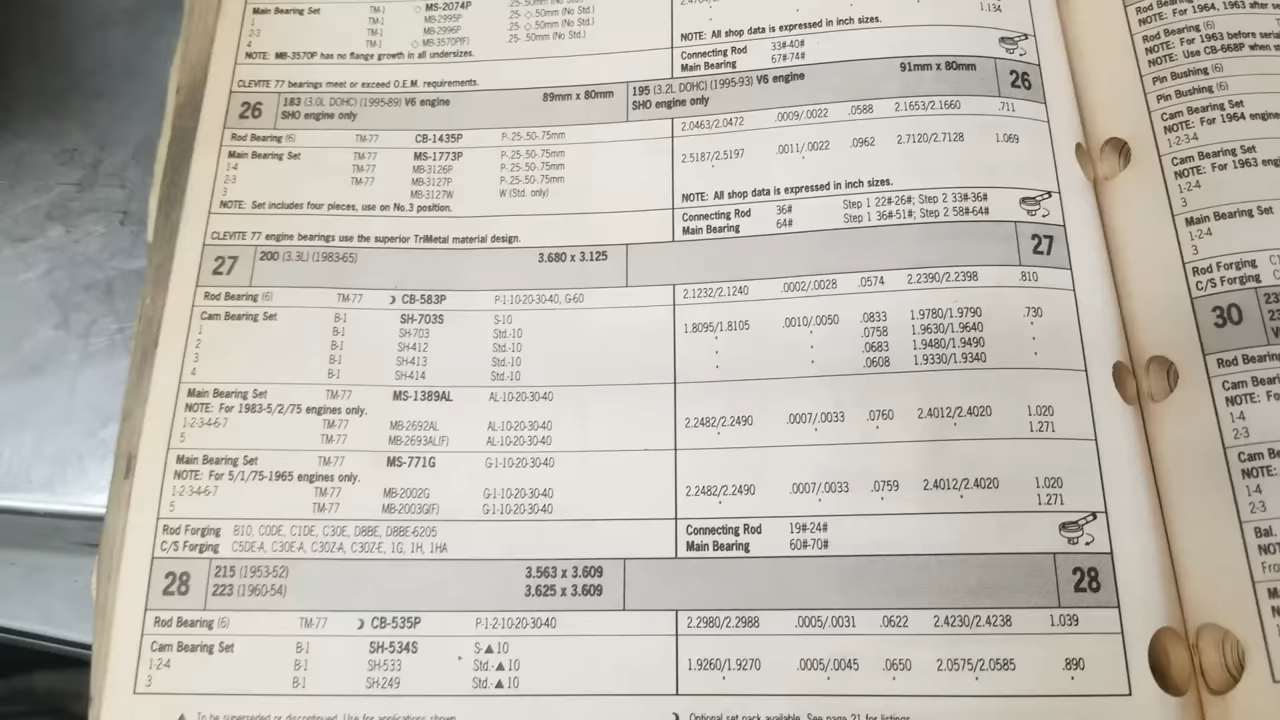 Main Bearing Set TM-J ◇ MS-2074P
1 TM-J MB-2995P .25- ◇ .50mm (No Std.)
2-3 TM-J MB-2996P .25- ◇ .50mm (No Std.)
4 TM-J ◇ MB-3570P(F) .25- .50mm (No Std.)
NOTE: MB-3570P has no flange growth in all undersizes.
1.134
NOTE: All shop data is expressed in inch sizes.
Connecting Rod 33#-40#
Main Bearing 67#-74#
CLEVITE 77 bearings meet or exceed O.E.M. requirements.
26 183 (3.0L DOHC) (1995-89) V6 engine 89mm x 80mm 195 (3.2L DOHC) (1995-93) V6 engine 91mm x 80mm 26
SHO engine only SHO engine only
Rod Bearing (6) TM-77 CB-1435P P-.25-.50-.75mm 2.0463/2.0472 .0009/.0022 .0588 2.1653/2.1660 .711
Main Bearing Set TM-77 MS-1773P P-.25-.50-.75mm 2.5187/2.5197 .0011/.0022 .0962 2.7120/2.7128 1.069
1-4 TM-77 MB-3126P P-.25-.50-.75mm
2-3 TM-77 MB-3127P P-.25-.50-.75mm
3 MB-3127W W (Std. only)
NOTE: Set includes four pieces, use on No.3 position.
NOTE: All shop data is expressed in inch sizes.
Connecting Rod 36# Step 1 22#-26#; Step 2 33#-36#
Main Bearing 64# Step 1 36#-51#; Step 2 58#-64#
CLEVITE 77 engine bearings use the superior TriMetal material design.
27 200 (3.3L) (1983-65) 3.680 x 3.125 27
Rod Bearing (6) TM-77 ☽ CB-583P P-1-10-20-30-40, G-60 2.1232/2.1240 .0002/.0028 .0574 2.2390/2.2398 .810
Cam Bearing Set B-1 SH-703S S-10
1 B-1 SH-703 Std.-10 1.8095/1.8105 .0010/.0050 .0833 1.9780/1.9790 .730
2 B-1 SH-412 Std.-10 .0758 1.9630/1.9640
3 B-1 SH-413 Std.-10 .0683 1.9480/1.9490
4 B-1 SH-414 Std.-10 .0608 1.9330/1.9340
Main Bearing Set TM-77 MS-1389AL AL-10-20-30-40
NOTE: For 1983-5/2/75 engines only.
1-2-3-4-6-7 TM-77 MB-2692AL AL-10-20-30-40 2.2482/2.2490 .0007/.0033 .0760 2.4012/2.4020 1.020
5 TM-77 MB-2693AL(F) AL-10-20-30-40 1.271
Main Bearing Set TM-77 MS-771G G-1-10-20-30-40
NOTE: For 5/1/75-1965 engines only.
1-2-3-4-6-7 TM-77 MB-2002G G-1-10-20-30-40 2.2482/2.2490 .0007/.0033 .0759 2.4012/2.4020 1.020
5 TM-77 MB-2003G(F) G-1-10-20-30-40 1.271
Rod Forging B10, C0DE, C1DE, C3OE, D8BE, D8BE-6205 Connecting Rod 19#-24#
C/S Forging C5DE-A, C3OE-A, C3OZ-A, C3OZ-E, 1G, 1H, 1HA Main Bearing 60#-70#
28 215 (1953-52) 3.563 x 3.609 28
223 (1960-54) 3.625 x 3.609
Rod Bearing (6) TM-77 ☽ CB-535P P-1-2-10-20-30-40 2.2980/2.2988 .0005/.0031 .0622 2.4230/2.4238 1.039
Cam Bearing Set B-1 SH-534S S-▲10
1-2-4 B-1 SH-533 Std.-▲10 1.9260/1.9270 .0005/.0045 .0650 2.0575/2.0585 .890
3 B-1 SH-249 Std.-▲10
▲ To be superseded or discontinued. Use for applications shown.
☽ Optional set pack available. See page 21 for listings.
NOTE: For 1964, 1963 after
Rod Bearing (6)
NOTE: For 1963 before
NOTE: Use CB-668P when
Pin Bushing (6)
Pin Bushing (6)
Cam Bearing Set
NOTE: For 1964
1-2-3-4
Cam Bearing Set
NOTE: For 1963
1-2-4
3
Main Bearing Set
1-2-4
3
Rod Forging
C/S Forging
30
Cam
NOTE:
1-4
2-3
Cam
NOTE:
1-4
2-3
Bal.